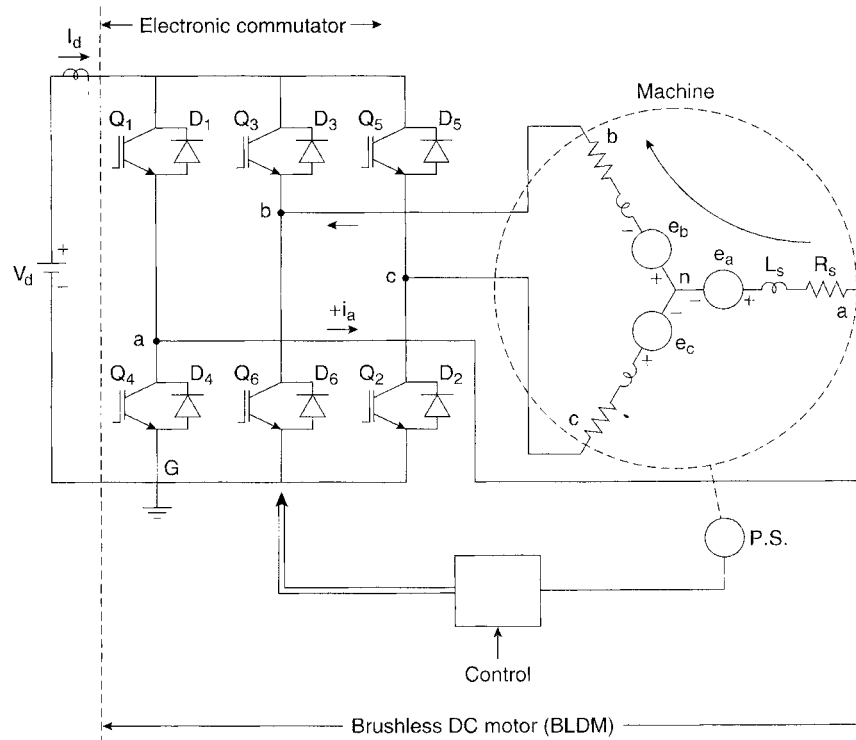 Electronic commutator
I_d
Machine
Q_1
D_1
Q_3
D_3
Q_5
D_5
b
b
e_b
e_a
L_s
R_s
+
-
V_d
c
n
-
+
-
+
a
-
+
+i_a
a
e_c
+
-
Q_4
D_4
Q_6
D_6
Q_2
D_2
c
G
P.S.
Control
Brushless DC motor (BLDM)